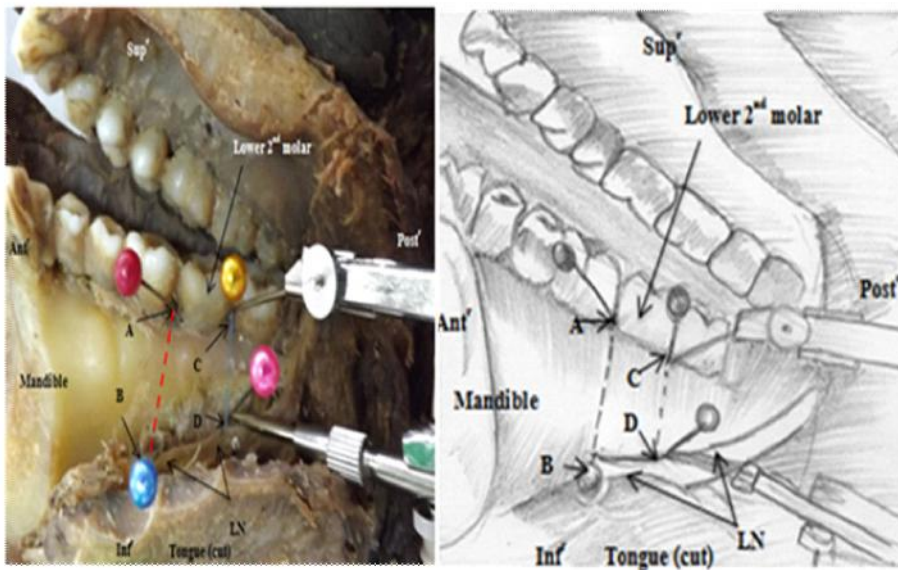 Supʳ
Lower 2ⁿᵈ molar
Antʳ
Postʳ
A
C
Mandible
B
D
LN
Infʳ
Tongue (cut)
Supʳ
Lower 2ⁿᵈ molar
Postʳ
Antʳ
A
C
Mandible
D
B
LN
Infʳ
Tongue (cut)